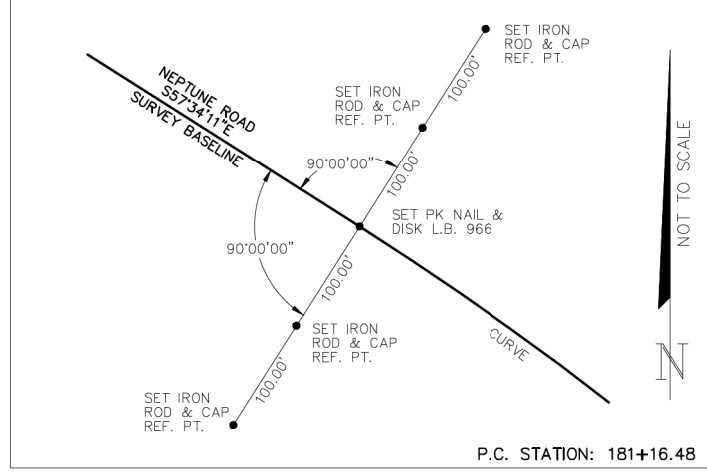 SET IRON
ROD & CAP
REF. PT.
100.00'
SET IRON
ROD & CAP
REF. PT.
NEPTUNE ROAD
S57°34'11"E
SURVEY BASELINE
90°00'00"
100.00'
SET PK NAIL &
DISK L.B. 966
NOT TO SCALE
90°00'00"
100.00'
SET IRON
ROD & CAP
REF. PT.
CURVE
N
100.00'
SET IRON
ROD & CAP
REF. PT.
P.C. STATION: 181+16.48